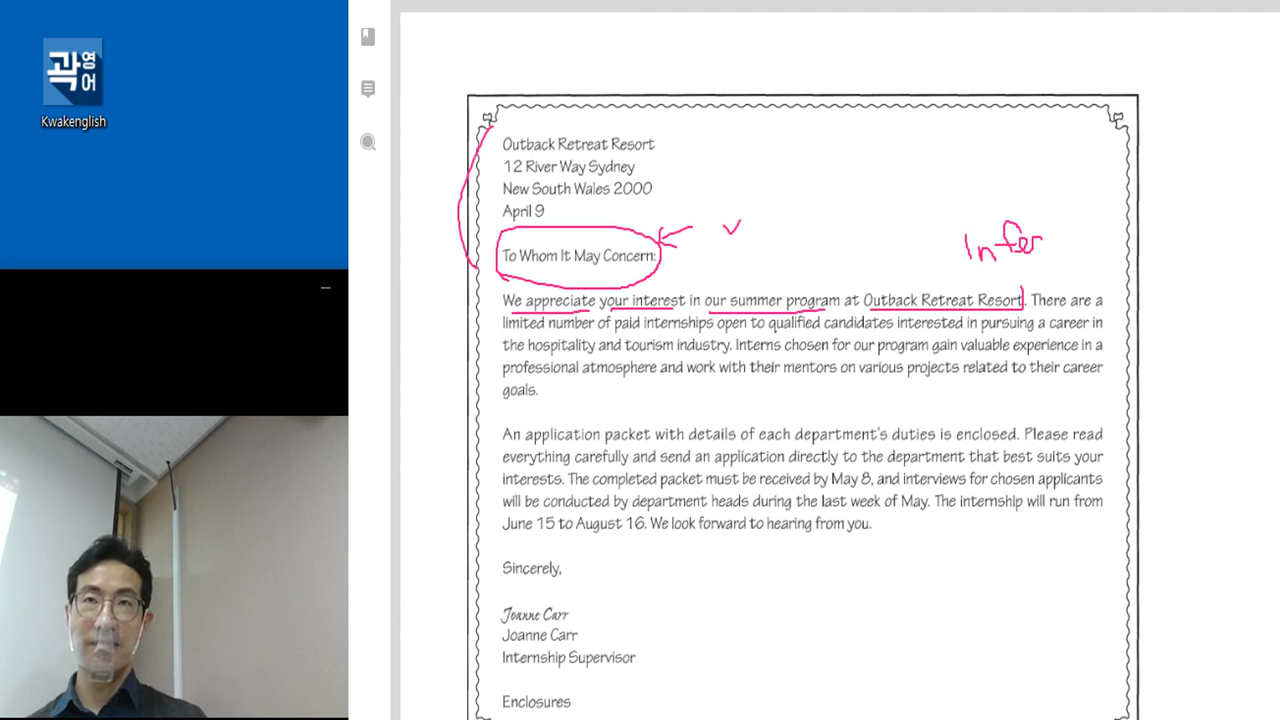 곽영어
Kwakenglish
Outback Retreat Resort
12 River Way Sydney
New South Wales 2000
April 9
To Whom It May Concern:
Infer
We appreciate your interest in our summer program at Outback Retreat Resort. There are a
limited number of paid internships open to qualified candidates interested in pursuing a career in
the hospitality and tourism industry. Interns chosen for our program gain valuable experience in a
professional atmosphere and work with their mentors on various projects related to their career
goals.
An application packet with details of each department's duties is enclosed. Please read
everything carefully and send an application directly to the department that best suits your
interests. The completed packet must be received by May 8, and interviews for chosen applicants
will be conducted by department heads during the last week of May. The internship will run from
June 15 to August 16. We look forward to hearing from you.
Sincerely,
Joanne Carr
Joanne Carr
Internship Supervisor
Enclosures